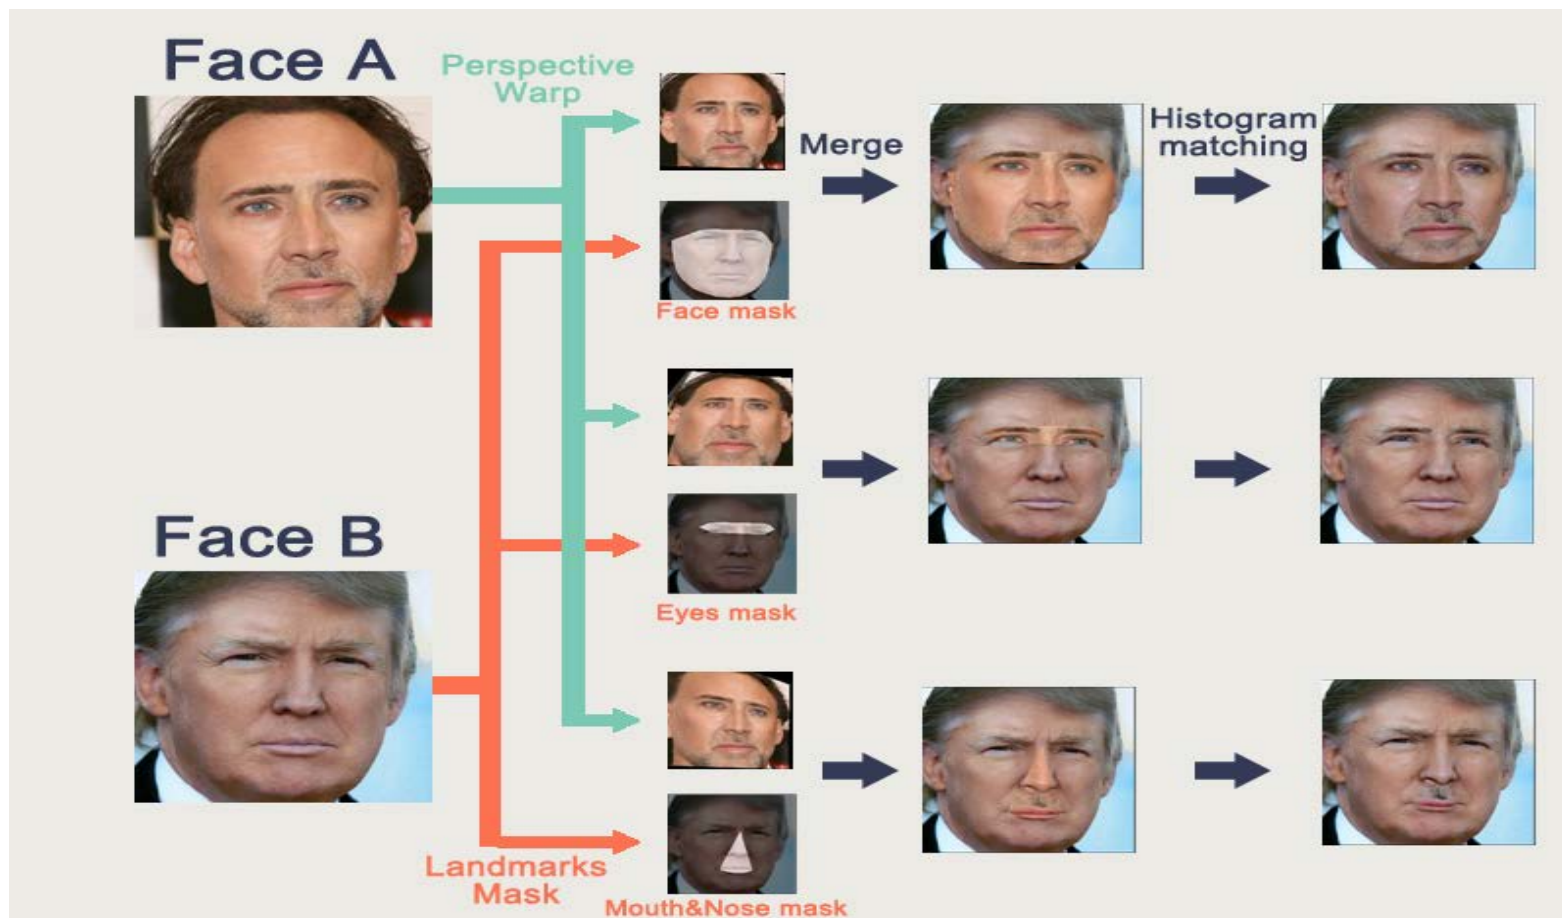 Face A
Perspective
Warp
Merge
Histogram
matching
Face mask
Face B
Eyes mask
Landmarks
Mask
Mouth&Nose mask